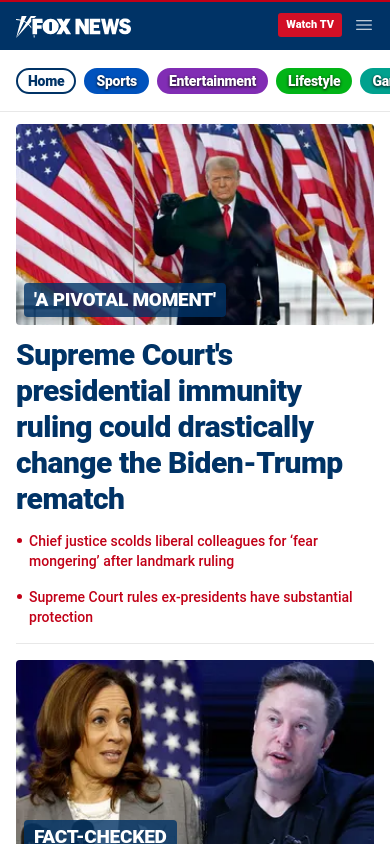 FOX NEWS
Watch TV
Home
Sports
Entertainment
Lifestyle
'A PIVOTAL MOMENT'
Supreme Court's
presidential immunity
ruling could drastically
change the Biden-Trump
rematch
• Chief justice scolds liberal colleagues for ‘fear
mongering’ after landmark ruling
• Supreme Court rules ex-presidents have substantial
protection
FACT-CHECKED